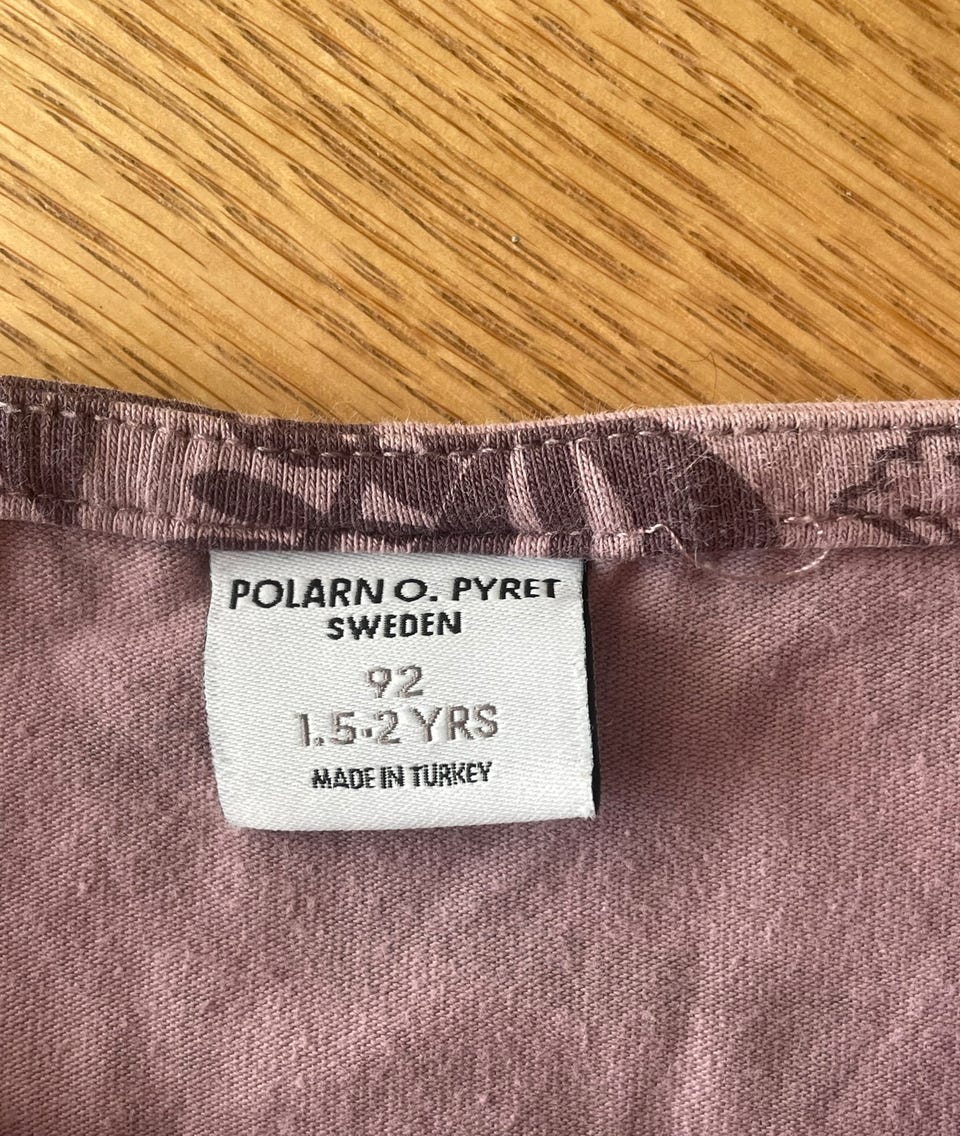 POLARN O. PYRET
SWEDEN
92
1.5-2 YRS
MADE IN TURKEY